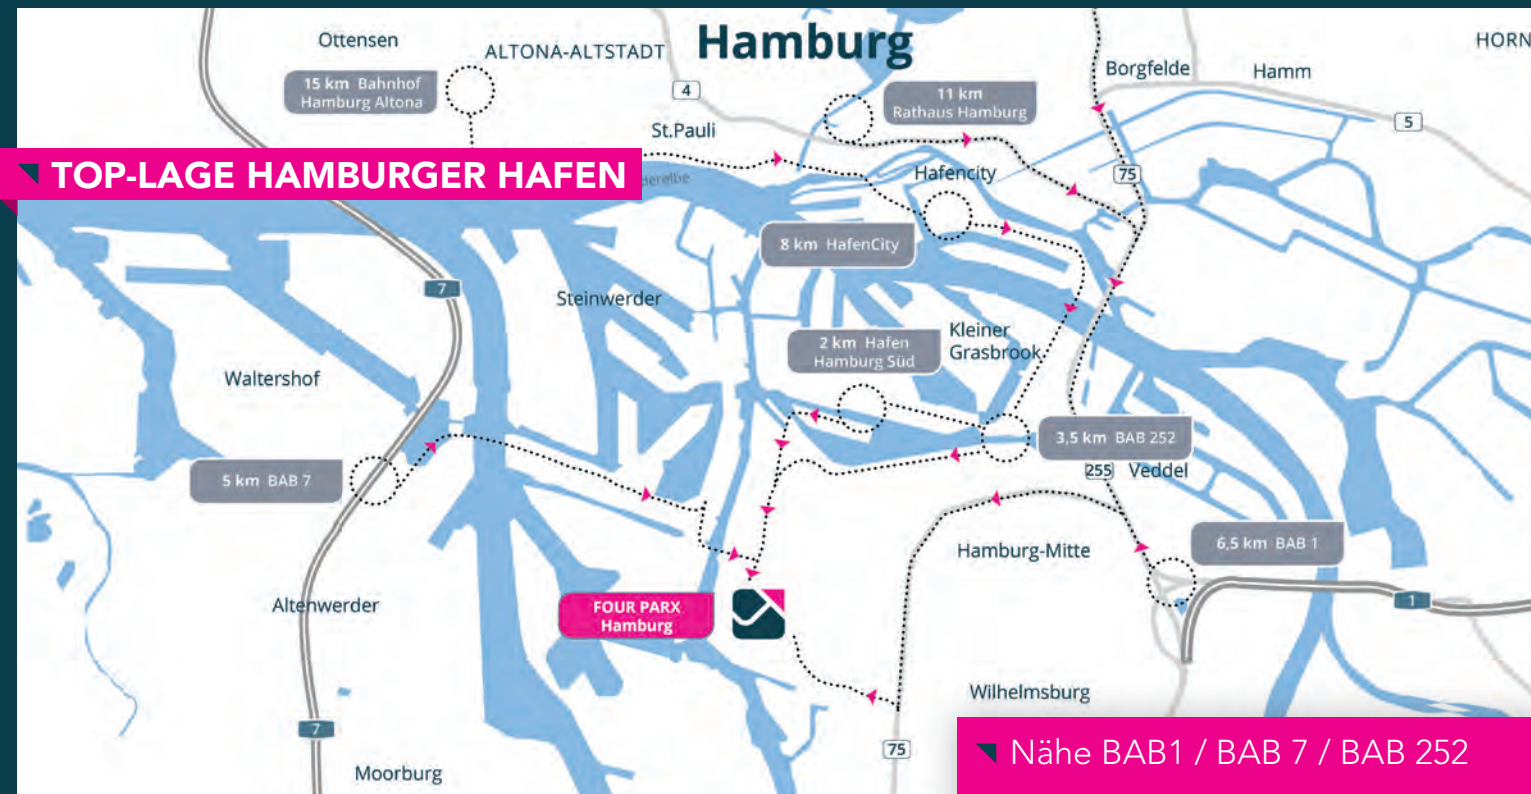 Hamburg
Ottensen
ALTONA-ALTSTADT
HORN
Borgfelde
Hamm
15 km Bahnhof
Hamburg Altona
4
11 km
Rathaus Hamburg
5
St.Pauli
TOP-LAGE HAMBURGER HAFEN
Hafencity
75
8 km HafenCity
7
Steinwerder
2 km Hafen
Hamburg Süd
Kleiner
Grasbrook
Waltershof
3,5 km BAB 252
255
Veddel
5 km BAB 7
6,5 km BAB 1
Hamburg-Mitte
FOUR PARX
Hamburg
Altenwerder
1
Wilhelmsburg
7
75
Moorburg
Nähe BAB1 / BAB 7 / BAB 252